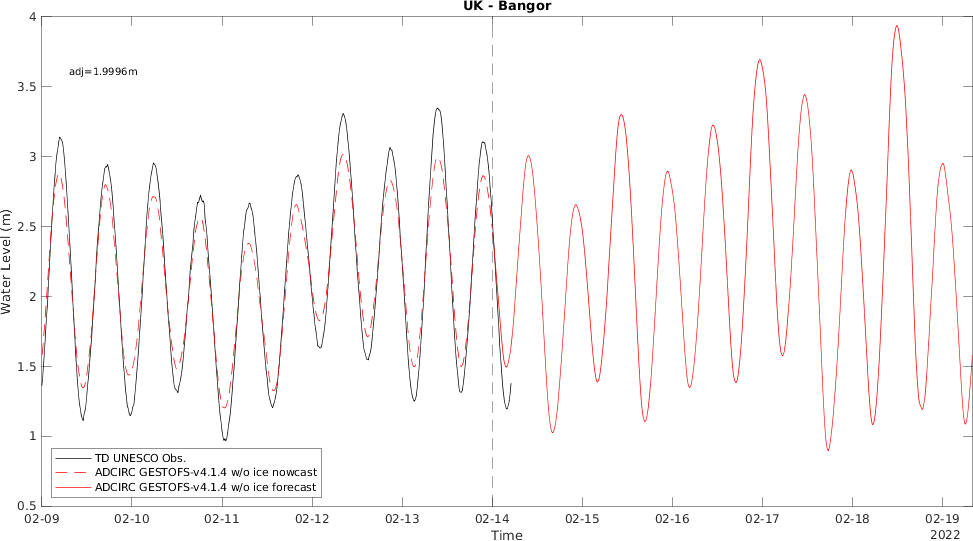 UK - Bangor
4
3.5
3
2.5
2
1.5
1
0.5
Water Level (m)
adj=1.9996m
TD UNESCO Obs.
ADCIRC GESTOFS-v4.1.4 w/o ice nowcast
ADCIRC GESTOFS-v4.1.4 w/o ice forecast
02-09 02-10 02-11 02-12 02-13 02-14 02-15 02-16 02-17 02-18 02-19
Time
2022